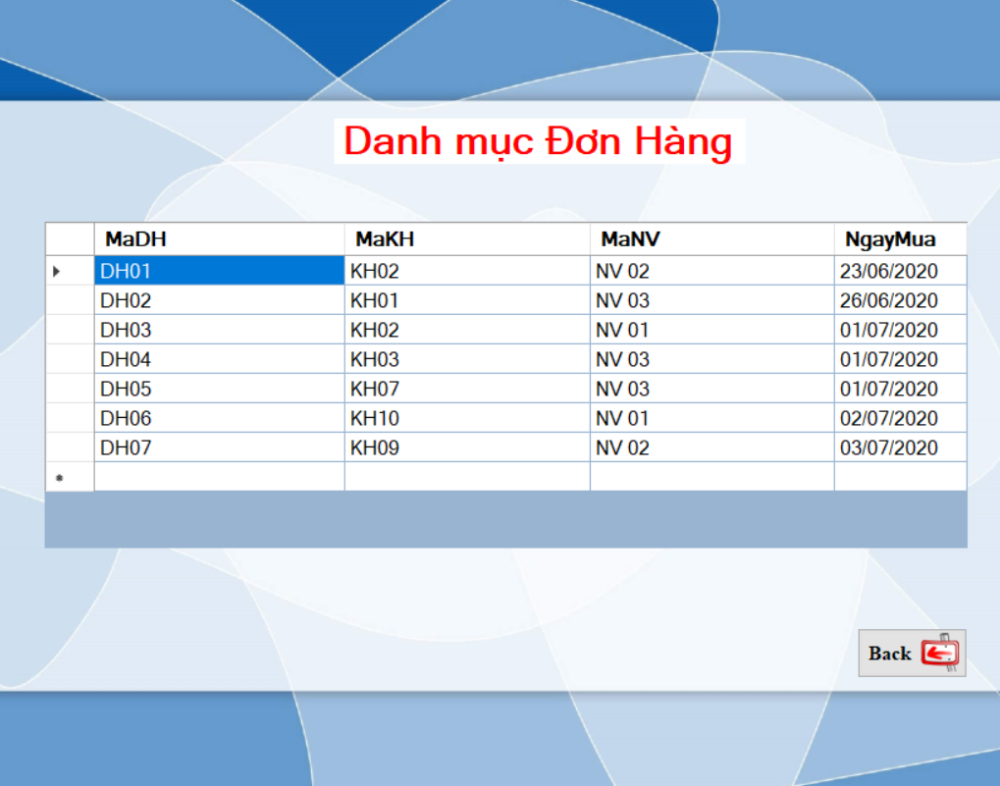 Danh mục Đơn Hàng
MaDH MaKH MaNV NgayMua
DH01 KH02 NV 02 23/06/2020
DH02 KH01 NV 03 26/06/2020
DH03 KH02 NV 01 01/07/2020
DH04 KH03 NV 03 01/07/2020
DH05 KH07 NV 03 01/07/2020
DH06 KH10 NV 01 02/07/2020
DH07 KH09 NV 02 03/07/2020
Back